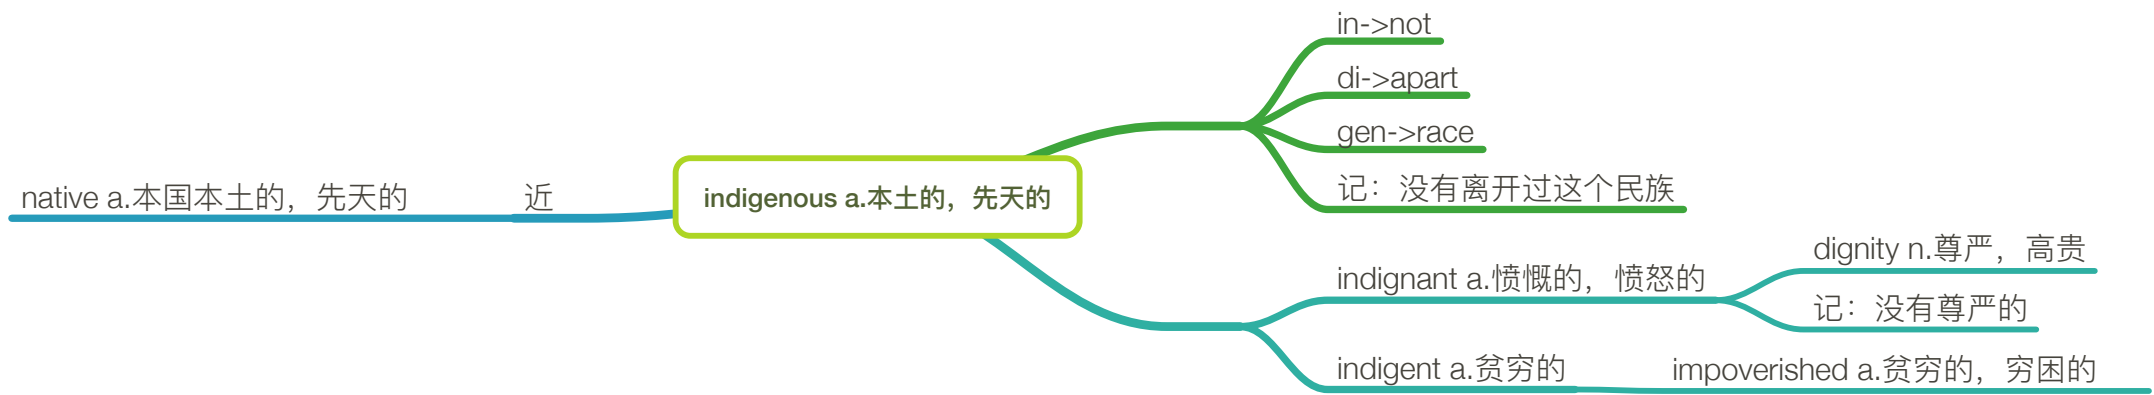 in->not
di->apart
gen->race
记：没有离开过这个民族
native a.本国本土的，先天的
近
indigenous a.本土的，先天的
dignity n.尊严，高贵
indignant a.愤慨的，愤怒的
记：没有尊严的
indigent a.贫穷的
impoverished a.贫穷的，穷困的